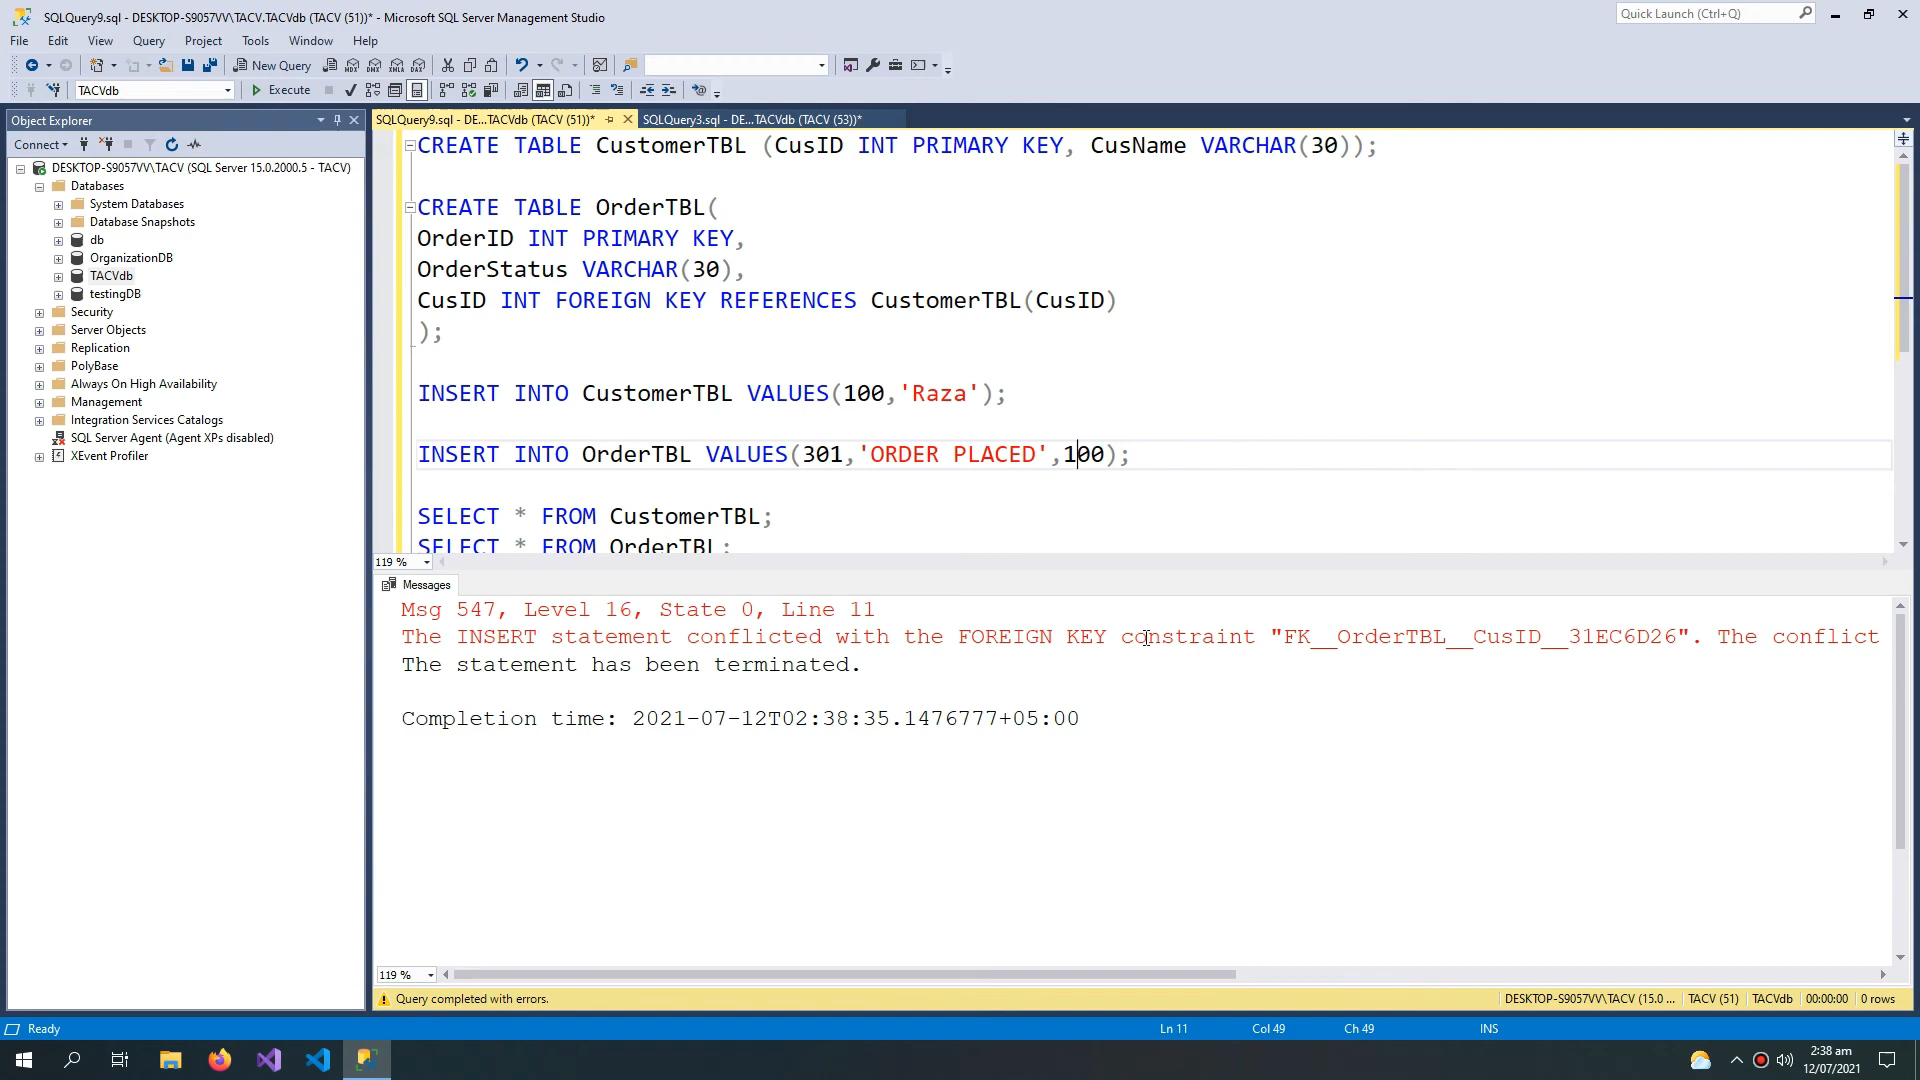 SQLQuery9.sql - DESKTOP-S9057VV\TACV.TACVdb (TACV (51))* - Microsoft SQL Server Management Studio
Quick Launch (Ctrl+Q)
File Edit View Query Project Tools Window Help
New Query
TACVdb Execute
Object Explorer
SQLQuery9.sql - DE...TACVdb (TACV (51))* SQLQuery3.sql - DE...TACVdb (TACV (53))*
Connect
DESKTOP-S9057VV\TACV (SQL Server 15.0.2000.5 - TACV)
Databases
System Databases
Database Snapshots
db
OrganizationDB
TACVdb
testingDB
Security
Server Objects
Replication
PolyBase
Always On High Availability
Management
Integration Services Catalogs
SQL Server Agent (Agent XPs disabled)
XEvent Profiler
CREATE TABLE CustomerTBL (CusID INT PRIMARY KEY, CusName VARCHAR(30));
CREATE TABLE OrderTBL(
OrderID INT PRIMARY KEY,
OrderStatus VARCHAR(30),
CusID INT FOREIGN KEY REFERENCES CustomerTBL(CusID)
);
INSERT INTO CustomerTBL VALUES(100,'Raza');
INSERT INTO OrderTBL VALUES(301,'ORDER PLACED',100);
SELECT * FROM CustomerTBL;
SELECT * FROM OrderTBL;
119 %
Messages
Msg 547, Level 16, State 0, Line 11
The INSERT statement conflicted with the FOREIGN KEY constraint "FK__OrderTBL__CusID__31EC6D26". The conflict
The statement has been terminated.
Completion time: 2021-07-12T02:38:35.1476777+05:00
119 %
Query completed with errors. DESKTOP-S9057VV\TACV (15.0 ... TACV (51) TACVdb 00:00:00 0 rows
Ready Ln 11 Col 49 Ch 49 INS
2:38 am
12/07/2021